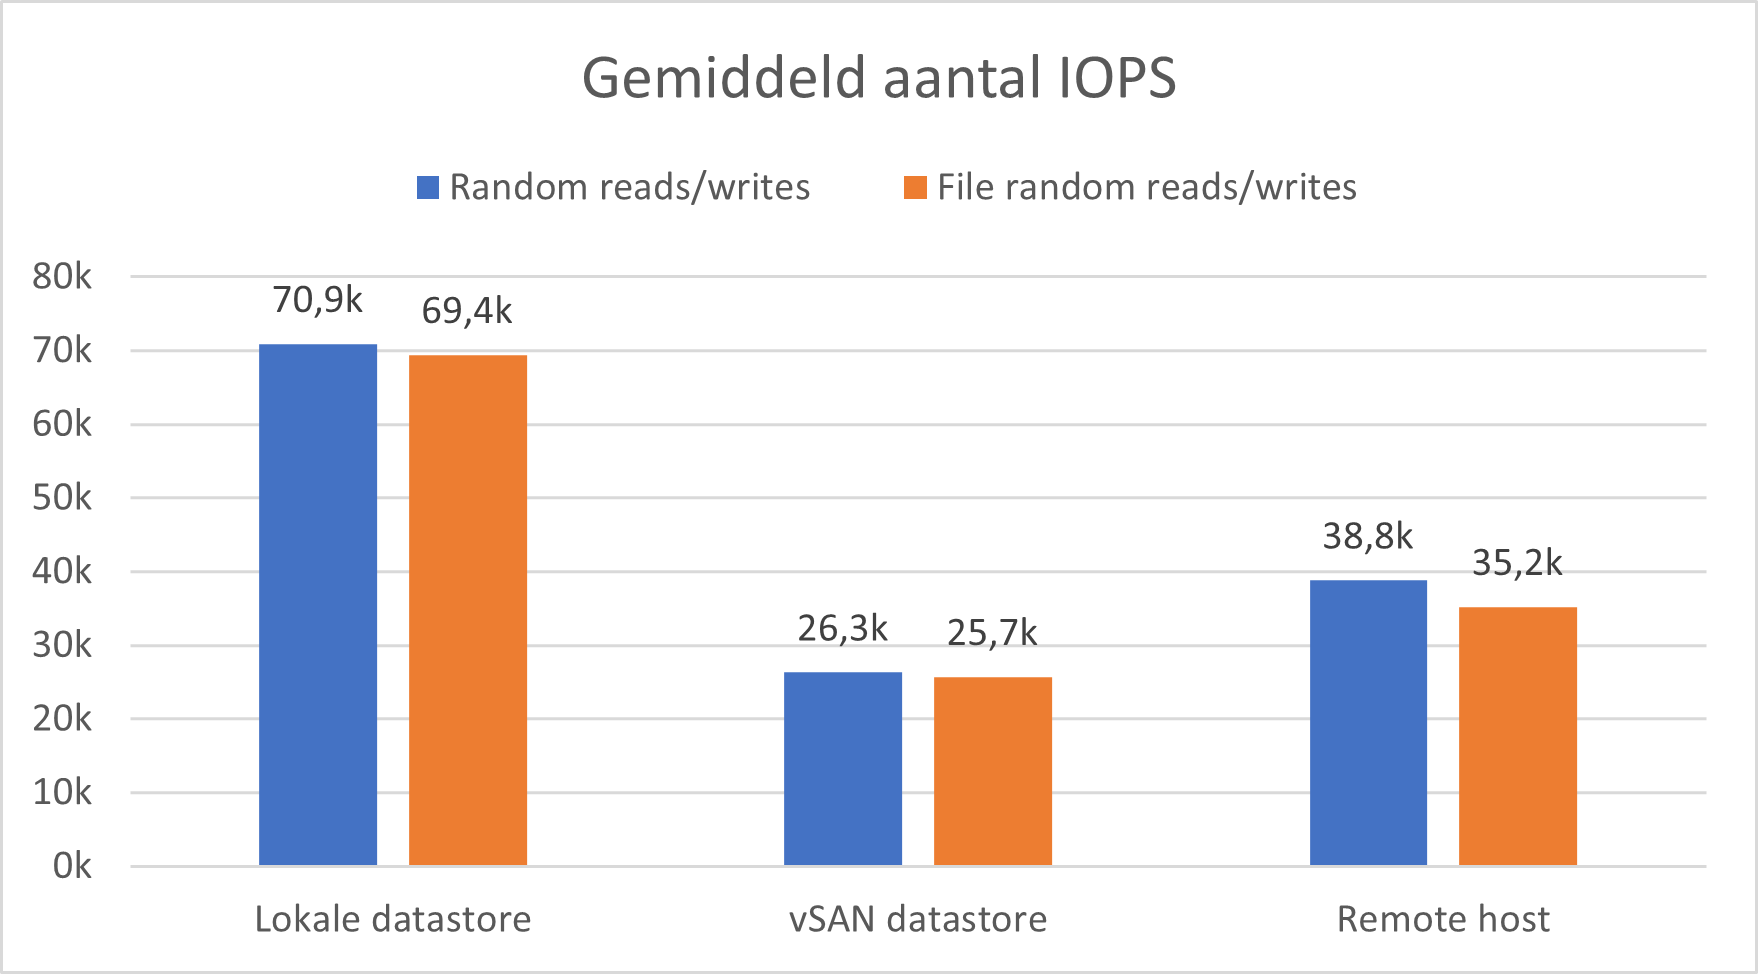 Gemiddeld aantal IOPS
Random reads/writes File random reads/writes
80k
70,9k
69,4k
70k
60k
50k
38,8k
35,2k
40k
26,3k
25,7k
30k
20k
10k
0k
Lokale datastore vSAN datastore Remote host